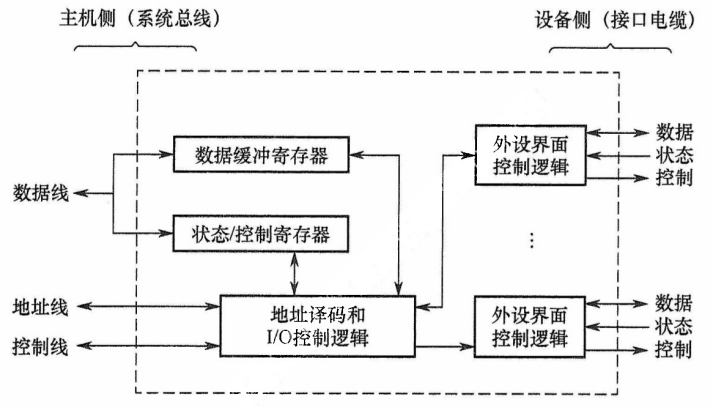 主机侧（系统总线）
设备侧（接口电缆）
数据缓冲寄存器
外设界面
控制逻辑
数据
状态
控制
数据线
状态/控制寄存器
⋮
地址线
控制线
地址译码和
I/O控制逻辑
外设界面
控制逻辑
数据
状态
控制